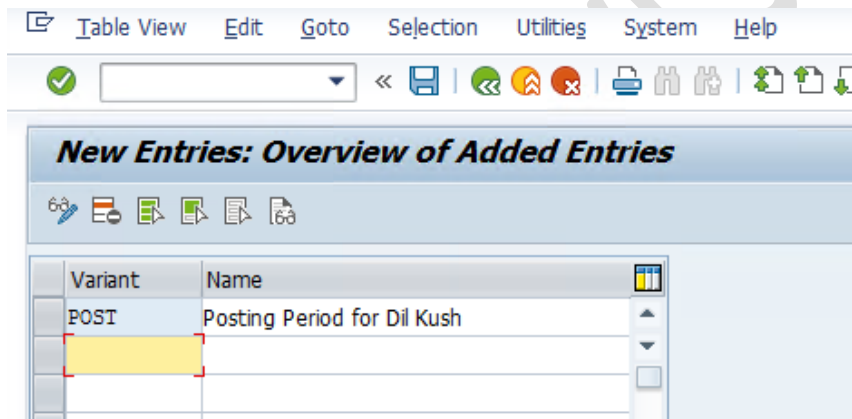 Table View Edit Goto Selection Utilities System Help
New Entries: Overview of Added Entries
Variant Name
POST Posting Period for Dil Kush